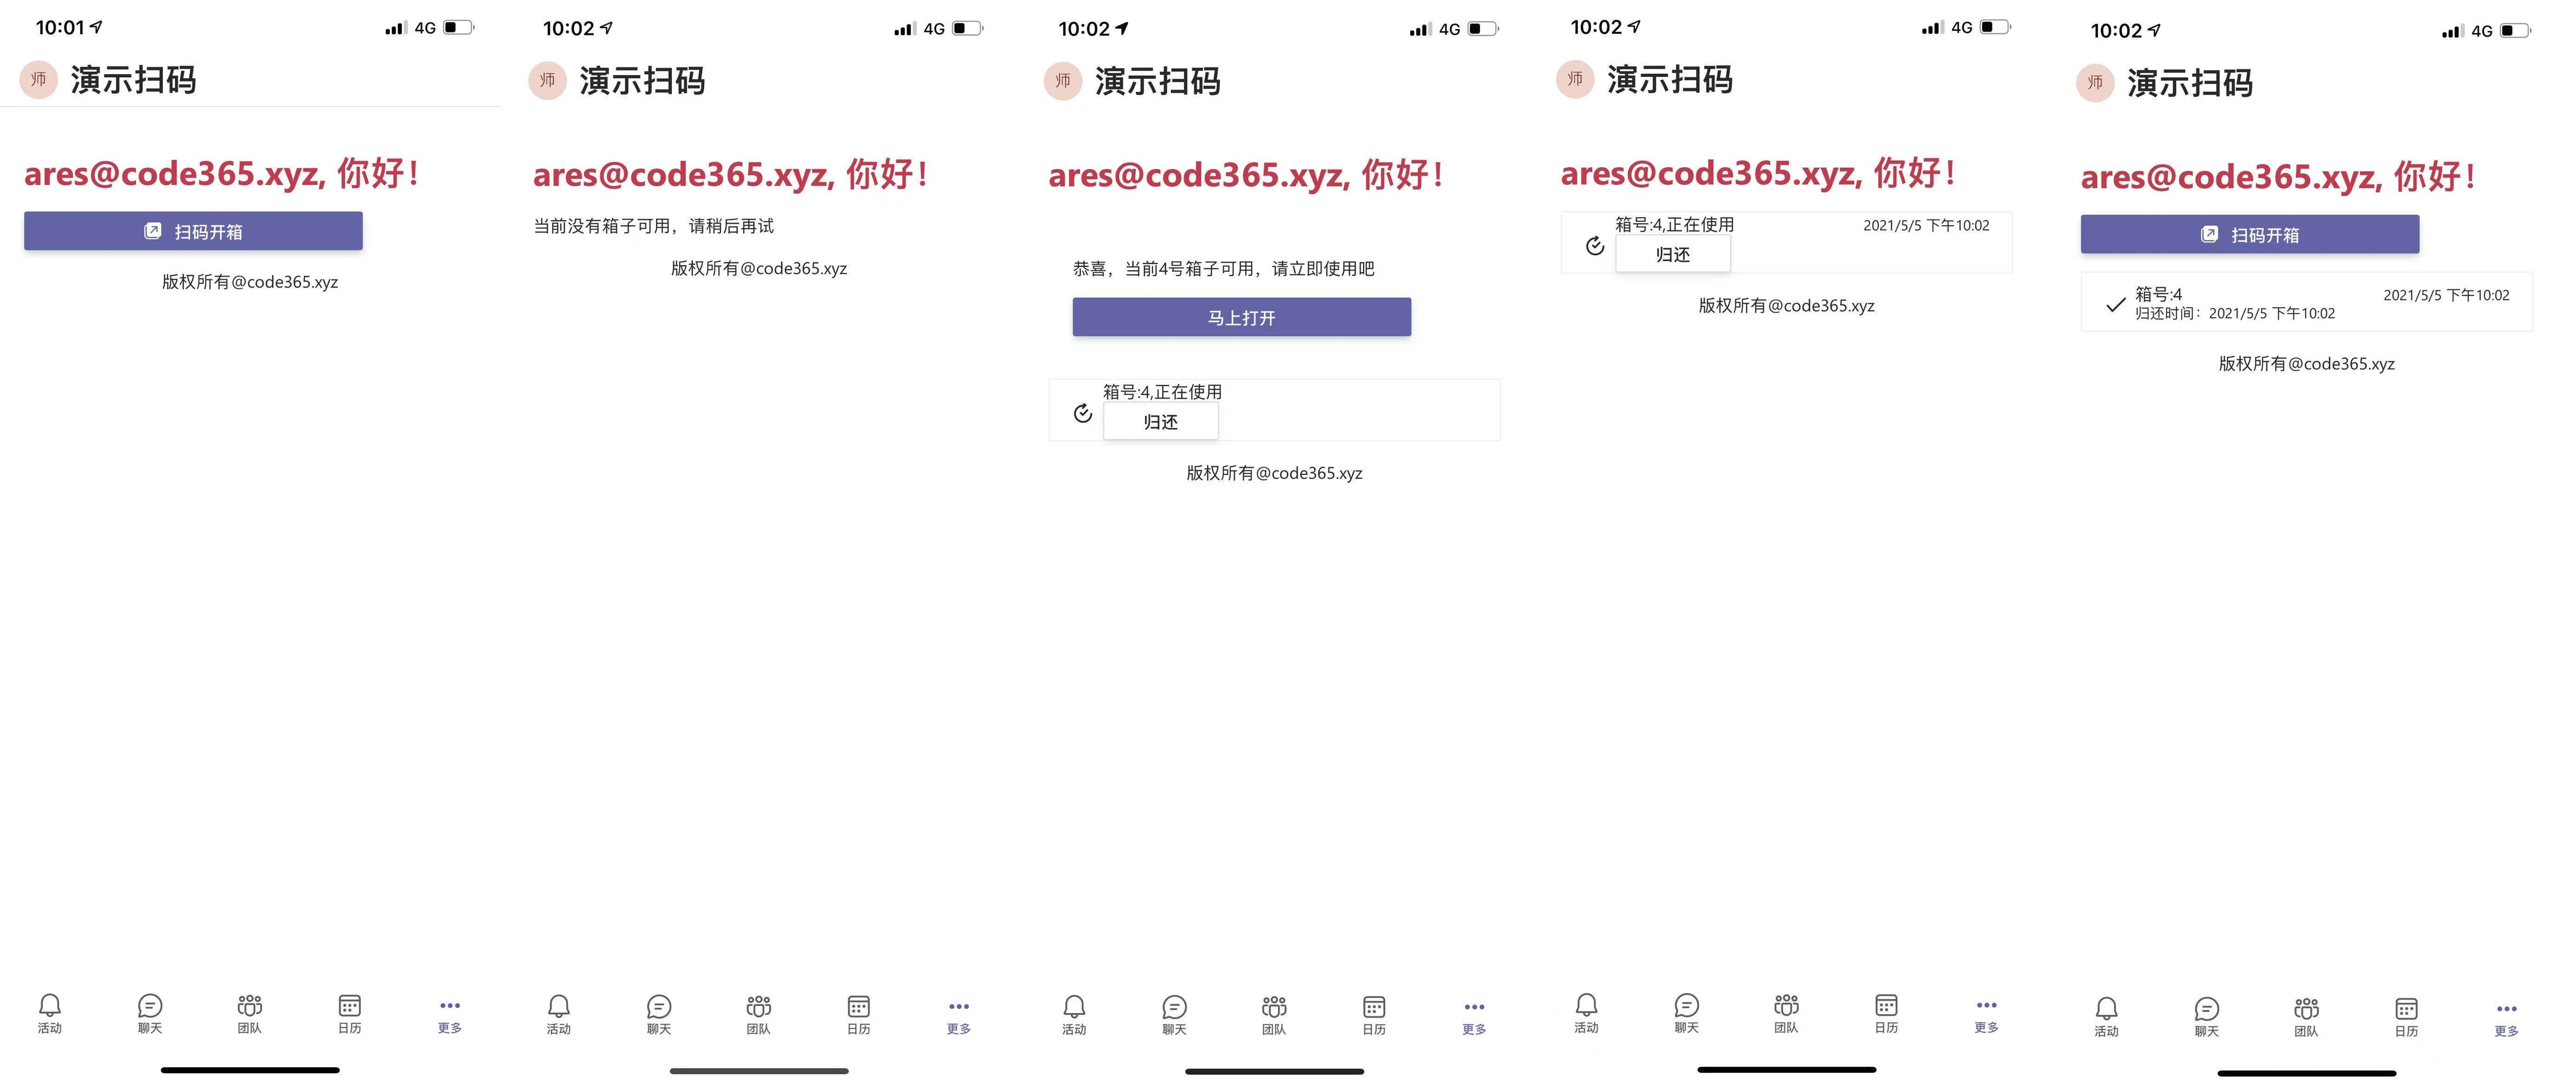 10:01
4G
师
演示扫码
ares@code365.xyz, 你好！
扫码开箱
版权所有@code365.xyz
活动
聊天
团队
日历
更多
10:02
4G
师
演示扫码
ares@code365.xyz, 你好！
当前没有箱子可用，请稍后再试
版权所有@code365.xyz
活动
聊天
团队
日历
更多
10:02
4G
师
演示扫码
ares@code365.xyz, 你好！
恭喜，当前4号箱子可用，请立即使用吧
马上打开
箱号:4,正在使用
归还
版权所有@code365.xyz
活动
聊天
团队
日历
更多
10:02
4G
师
演示扫码
ares@code365.xyz, 你好！
箱号:4,正在使用
2021/5/5 下午10:02
归还
版权所有@code365.xyz
活动
聊天
团队
日历
更多
10:02
4G
师
演示扫码
ares@code365.xyz, 你好！
扫码开箱
箱号:4
2021/5/5 下午10:02
归还时间：2021/5/5 下午10:02
版权所有@code365.xyz
活动
聊天
团队
日历
更多